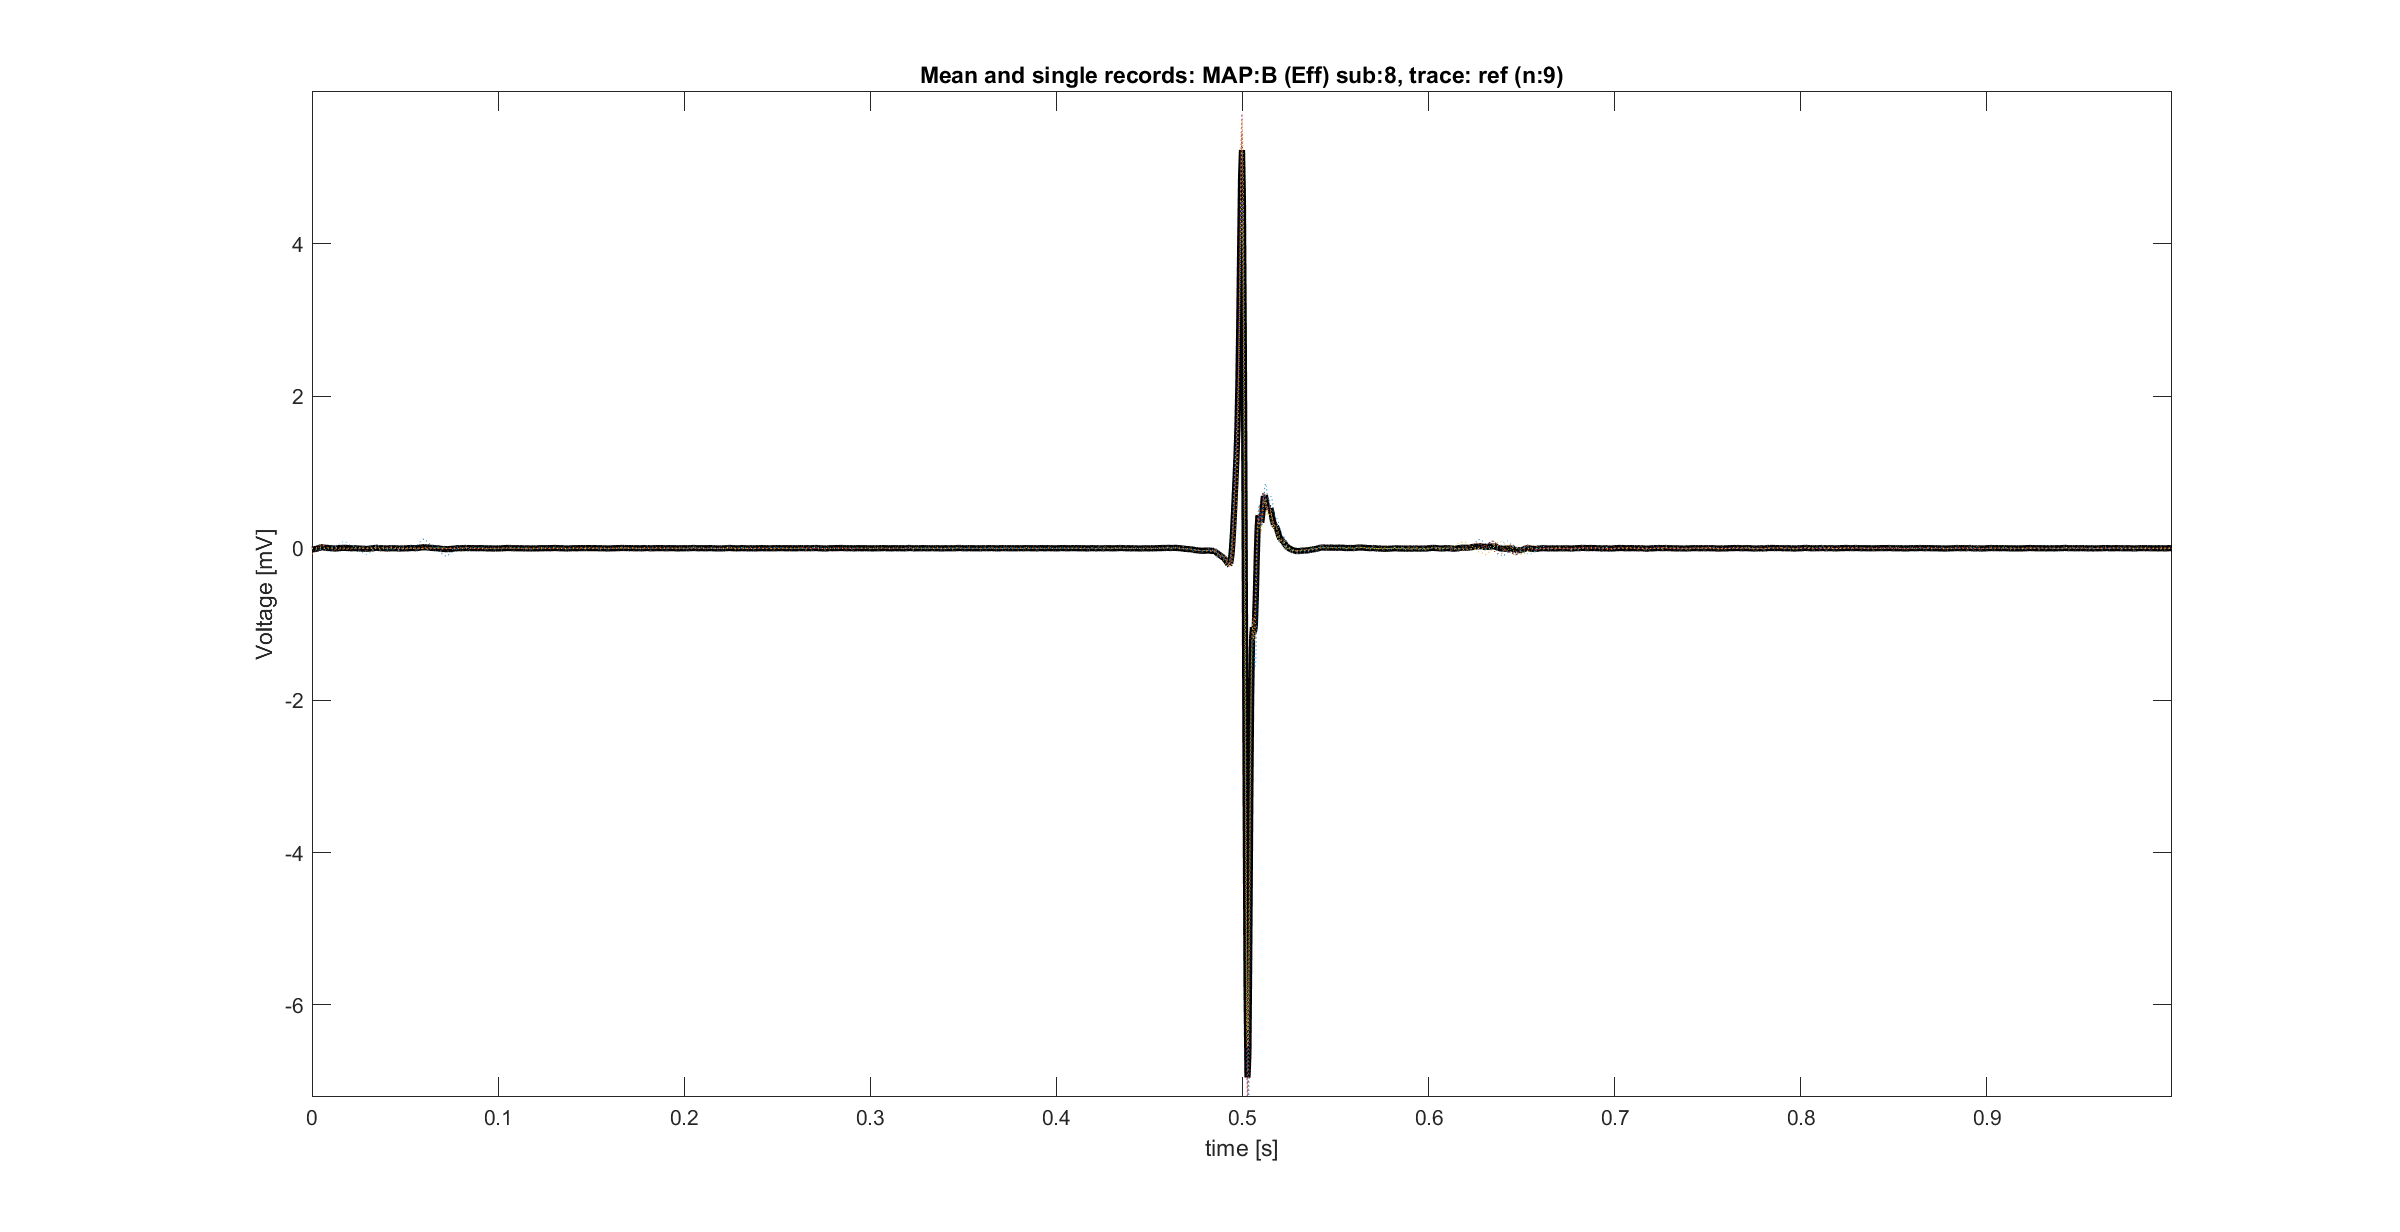 Mean and single records: MAP:B (Eff) sub:8, trace: ref (n:9)
4
2
0
-2
-4
-6
Voltage [mV]
0 0.1 0.2 0.3 0.4 0.5 0.6 0.7 0.8 0.9
time [s]